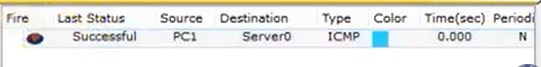 Fire Last Status Source Destination Type Color Time(sec) Periodi
Successful PC1 Server0 ICMP 0.000 N